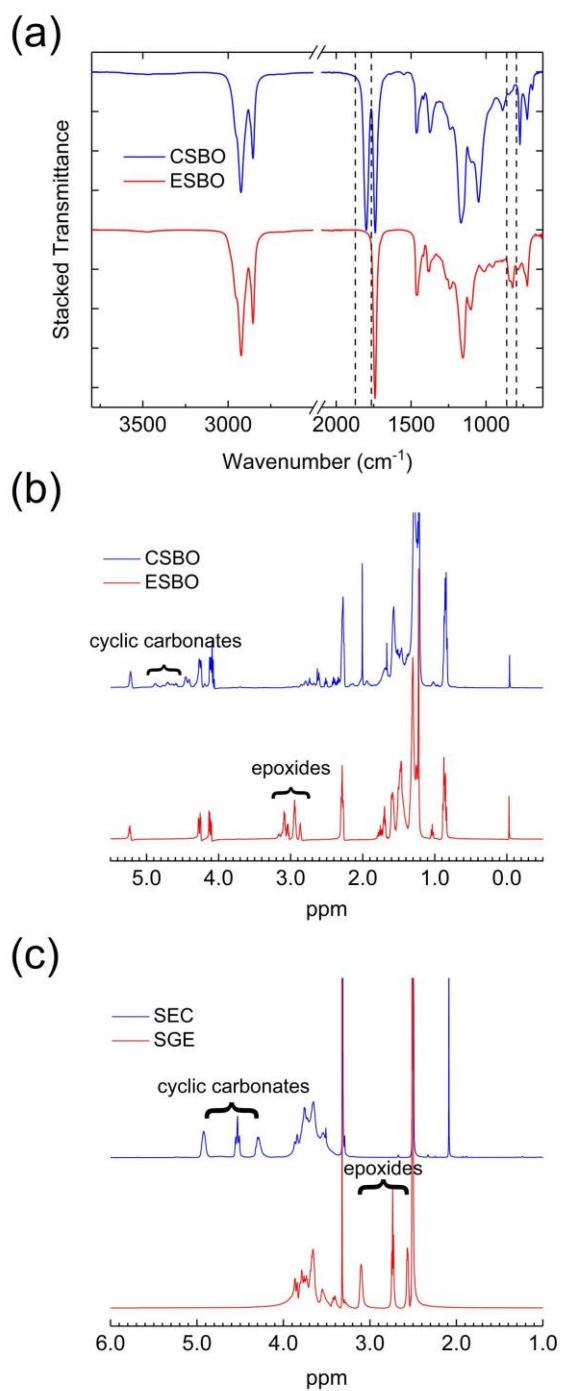 (a)
Stacked Transmittance
CSBO
ESBO
3750 3000 2000 1500 1000
Wavenumber (cm⁻¹)
(b)
CSBO
ESBO
cyclic carbonates
epoxides
5.0 4.0 3.0 2.0 1.0 0.0
ppm
(c)
SEC
SGE
cyclic carbonates
epoxides
6.0 5.0 4.0 3.0 2.0 1.0
ppm